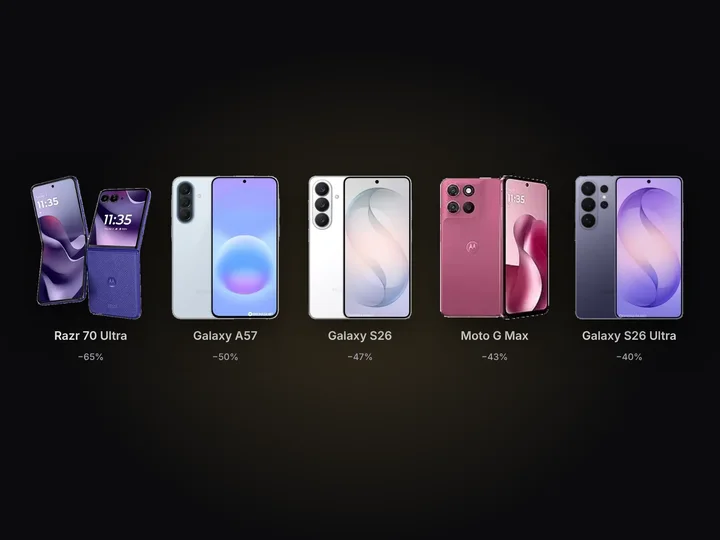 11:35
11:35
11:35
Razr 70 Ultra
Galaxy A57
Galaxy S26
Moto G Max
Galaxy S26 Ultra
−65%
−50%
−47%
−43%
−40%